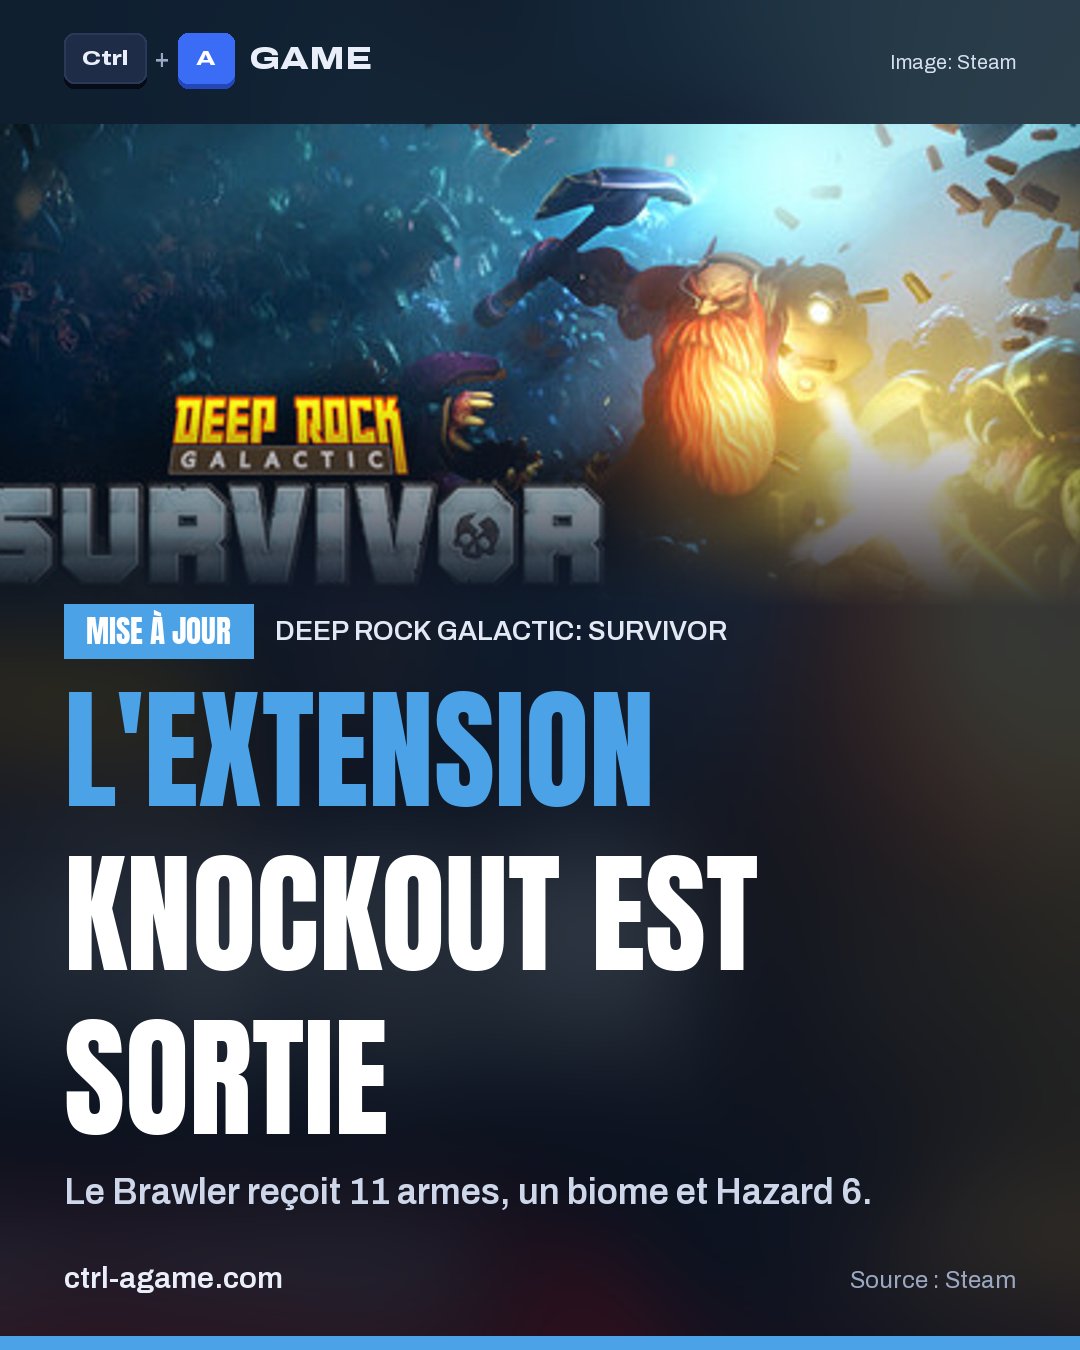 Ctrl + A GAME
Image: Steam
DEEP ROCK
GALACTIC
SURVIVOR
MISE À JOUR DEEP ROCK GALACTIC: SURVIVOR
L'EXTENSION
KNOCKOUT EST
SORTIE
Le Brawler reçoit 11 armes, un biome et Hazard 6.
ctrl-agame.com
Source : Steam